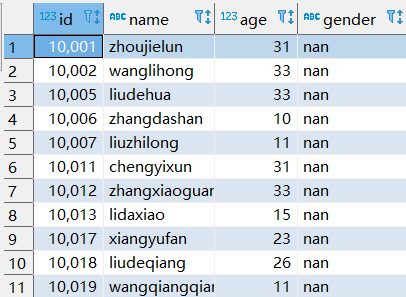 123 id ABC name 123 age ABC gender
1 10,001 zhoujielun 31 nan
2 10,002 wanglihong 33 nan
3 10,005 liudehua 33 nan
4 10,006 zhangdashan 10 nan
5 10,007 liuzhilong 11 nan
6 10,011 chengyixun 31 nan
7 10,012 zhangxiaoguar 33 nan
8 10,013 lidaxiao 15 nan
9 10,017 xiangyufan 23 nan
10 10,018 liudeqiang 26 nan
11 10,019 wangqiangqiar 11 nan